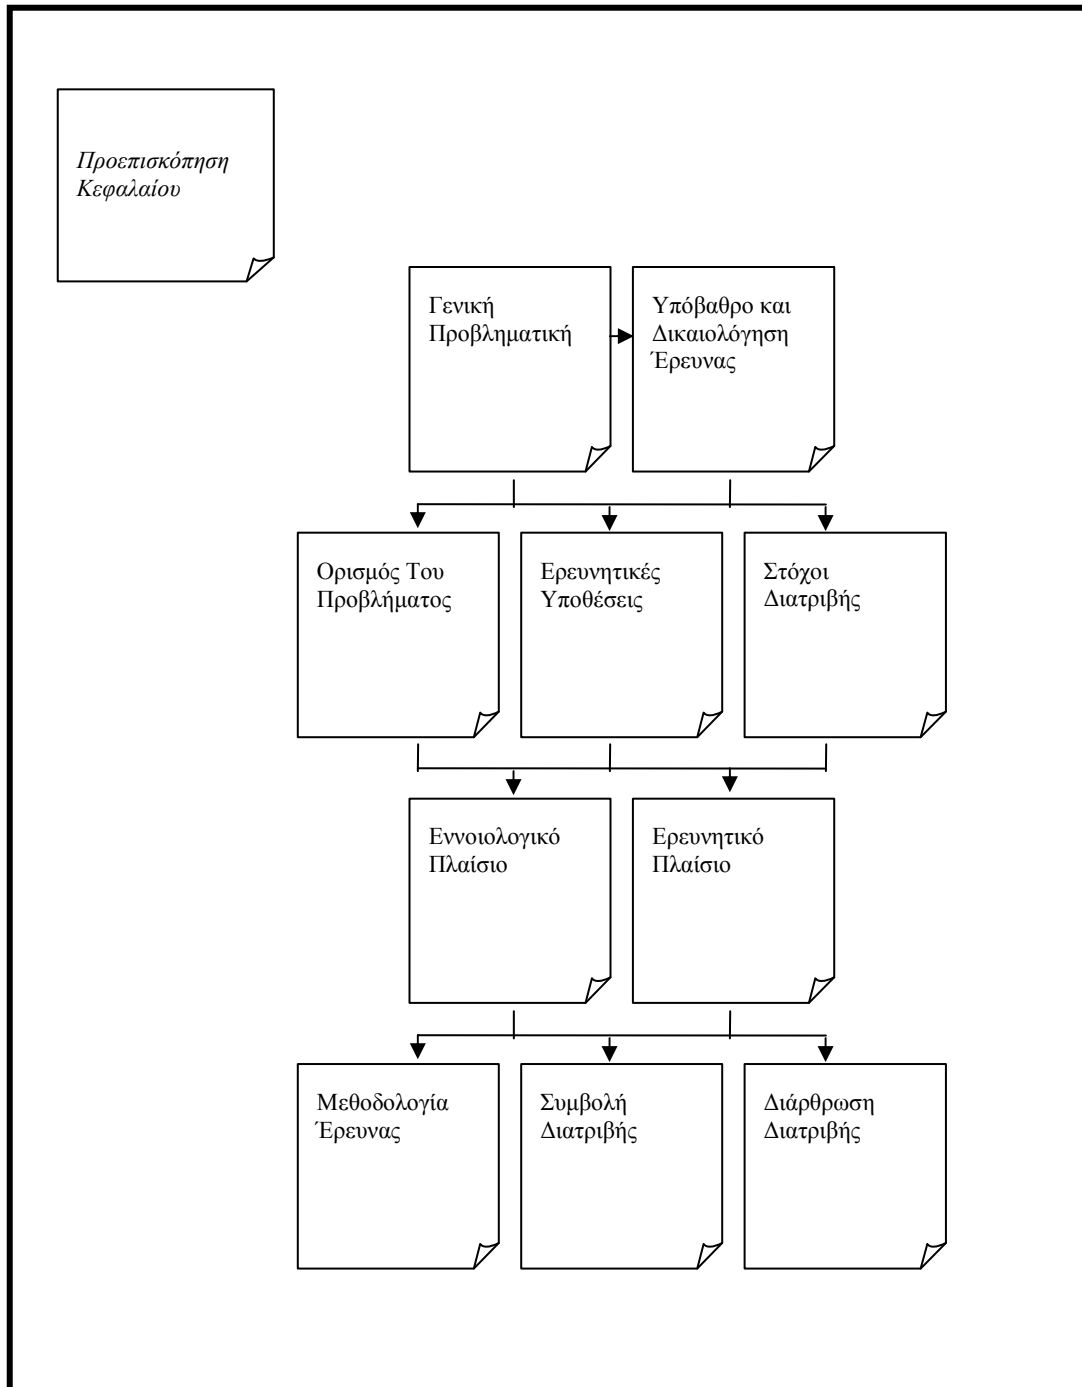 Προεπισκόπηση
Κεφαλαίου
Γενική
Προβληματική
Υπόβαθρο και
Δικαιολόγηση
Έρευνας
Ορισμός Του
Προβλήματος
Ερευνητικές
Υποθέσεις
Στόχοι
Διατριβής
Εννοιολογικό
Πλαίσιο
Ερευνητικό
Πλαίσιο
Μεθοδολογία
Έρευνας
Συμβολή
Διατριβής
Διάρθρωση
Διατριβής